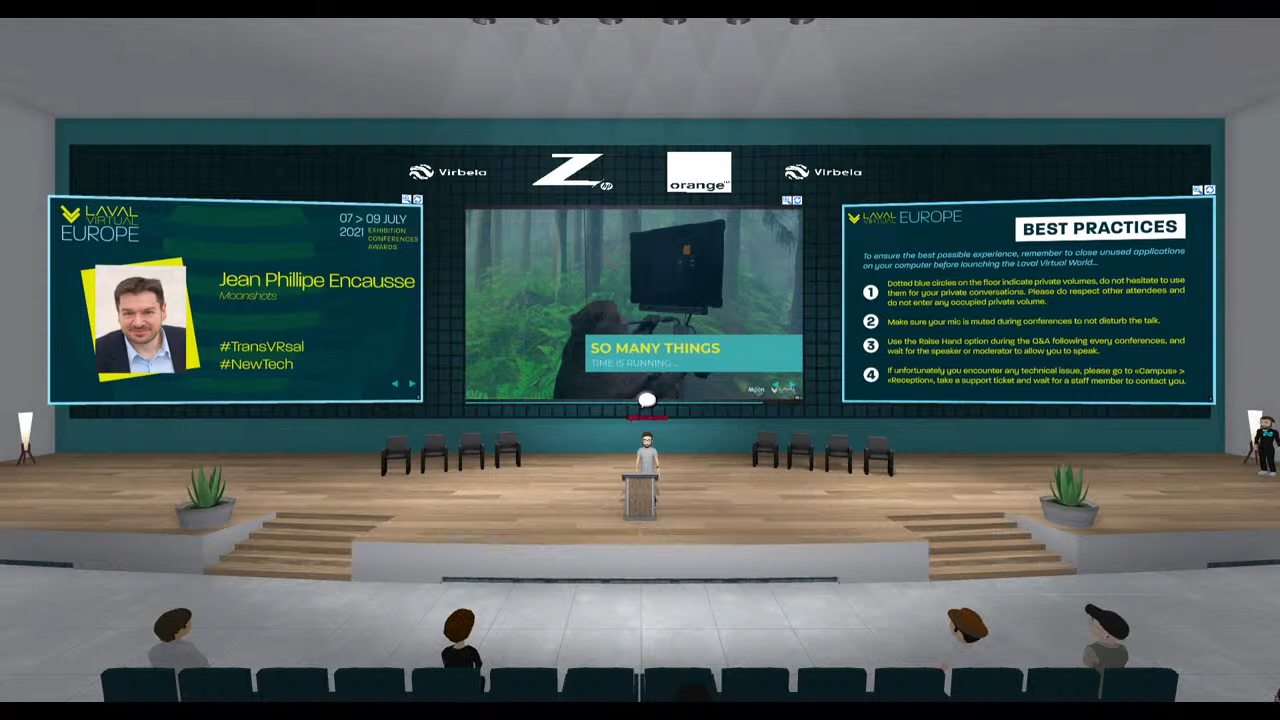 Virbela
hp
orange™
Virbela
LAVAL
VIRTUAL
EUROPE
07 > 09 JULY
2021 EXHIBITION
CONFERENCES
AWARDS
Jean Phillipe Encausse
Moonshots
#TransVRsal
#NewTech
SO MANY THINGS
TIME IS RUNNING...
Moon
LAVAL
VIRTUAL
EUROPE
BEST PRACTICES
To ensure the best possible experience, remember to close unused applications
on your computer before launching the Laval Virtual World...
1 Dotted blue circles on the floor indicate private volumes, do not hesitate to use
them for your private conversations. Please do respect other attendees and
do not enter any occupied private volume.
2 Make sure your mic is muted during conferences to not disturb the talk.
3 Use the Raise Hand option during the Q&A following every conferences, and
wait for the speaker or moderator to allow you to speak.
4 If unfortunately you encounter any technical issue, please go to «Campus» >
«Reception», take a support ticket and wait for a staff member to contact you.